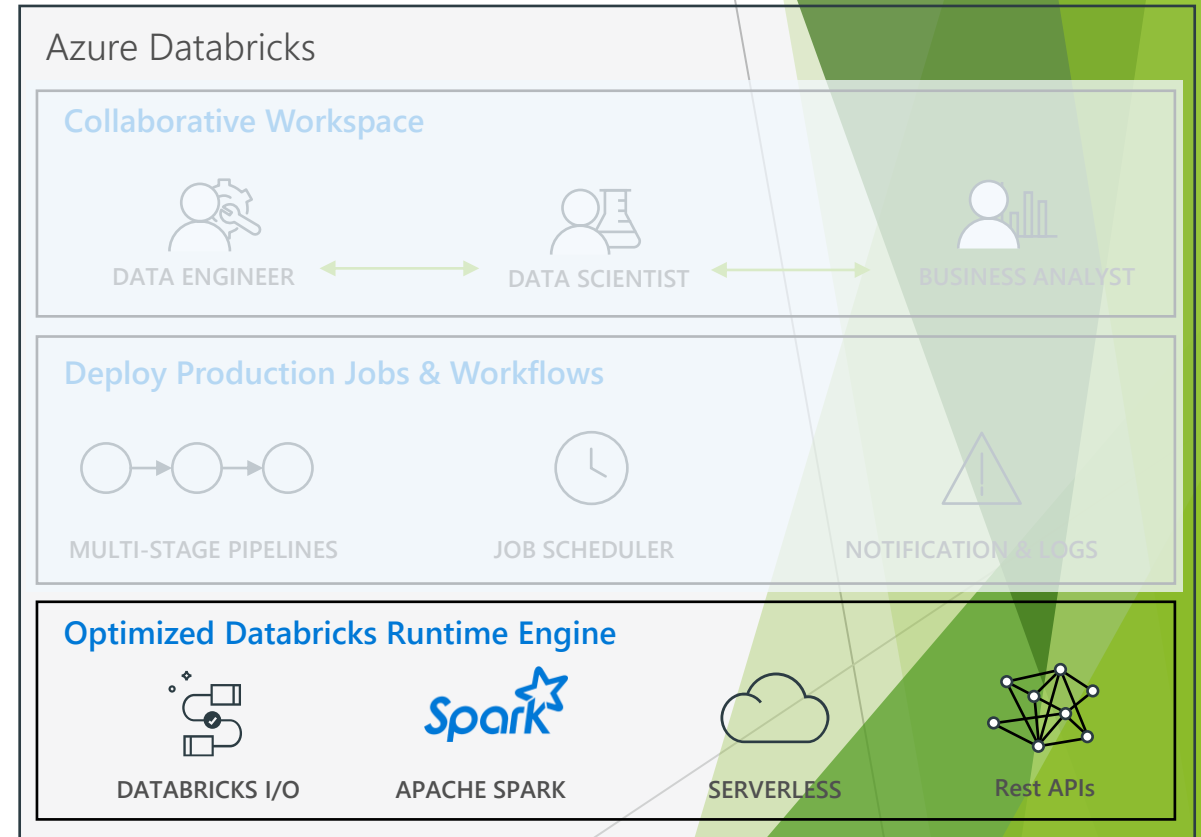 Azure Databricks
Collaborative Workspace
DATA ENGINEER
DATA SCIENTIST
BUSINESS ANALYST
Deploy Production Jobs & Workflows
MULTI-STAGE PIPELINES
JOB SCHEDULER
NOTIFICATION & LOGS
Optimized Databricks Runtime Engine
Spark
DATABRICKS I/O
APACHE SPARK
SERVERLESS
Rest APIs